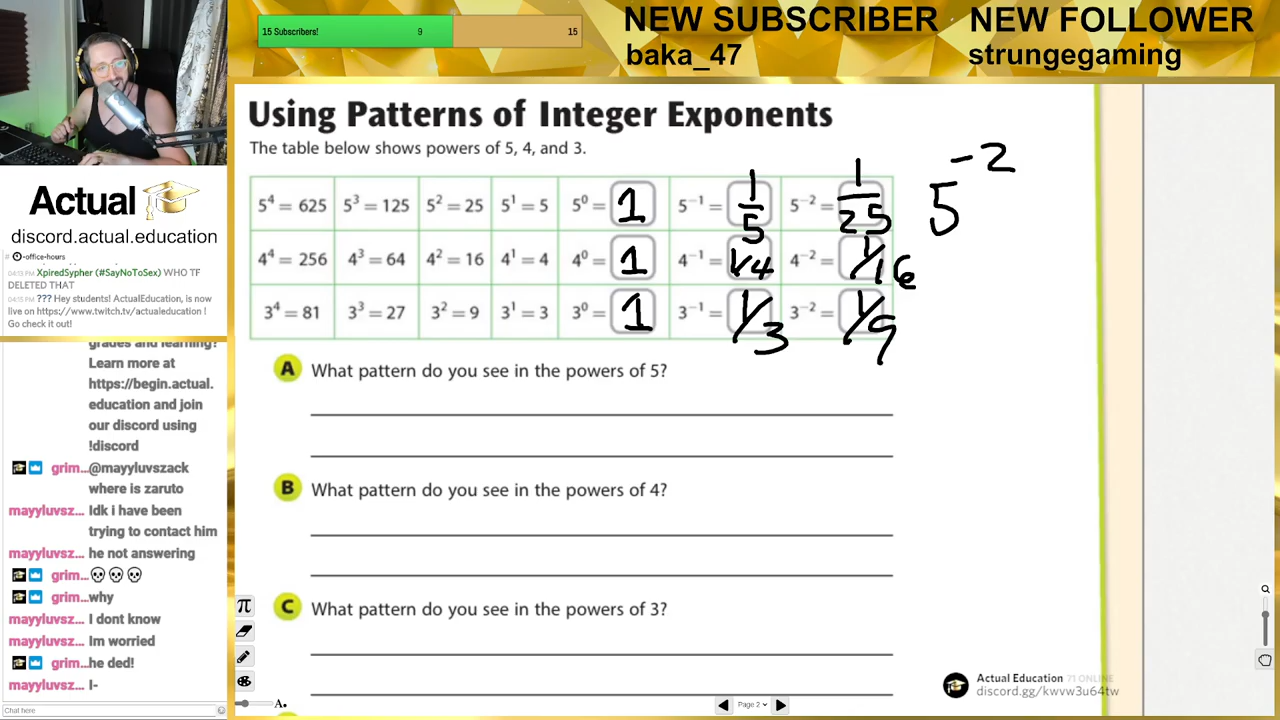 15 Subscribers!
9
15
NEW SUBSCRIBER
baka_47
NEW FOLLOWER
strungegaming
Actual
discord.actual.education
# -office-hours
04:13 PM XpiredSypher (#SayNoToSex) WHO TF
DELETED THAT
04:15 PM ??? Hey students! ActualEducation, is now
live on https://www.twitch.tv/actualeducation !
Go check it out!
grades and learning?
Learn more at
https://begin.actual.
education and join
our discord using
!discord
grim... @mayyluvszack
where is zaruto
mayyluvsz... Idk i have been
trying to contact him
mayyluvsz... he not answering
grim... 💀💀💀
grim... why
mayyluvsz... I dont know
mayyluvsz... Im worried
grim... he ded!
mayyluvsz... I-
Chat here
Using Patterns of Integer Exponents
The table below shows powers of 5, 4, and 3.
5⁴ = 625 5³ = 125 5² = 25 5¹ = 5 5⁰ = 1 5⁻¹ = 1/5 5⁻² = 1/25 5⁻²
4⁴ = 256 4³ = 64 4² = 16 4¹ = 4 4⁰ = 1 4⁻¹ = 1/4 4⁻² = 1/16
3⁴ = 81 3³ = 27 3² = 9 3¹ = 3 3⁰ = 1 3⁻¹ = 1/3 3⁻² = 1/9
A What pattern do you see in the powers of 5?
B What pattern do you see in the powers of 4?
C What pattern do you see in the powers of 3?
π
A•
Page 2
Actual Education 71 ONLINE
discord.gg/kwvw3u64tw